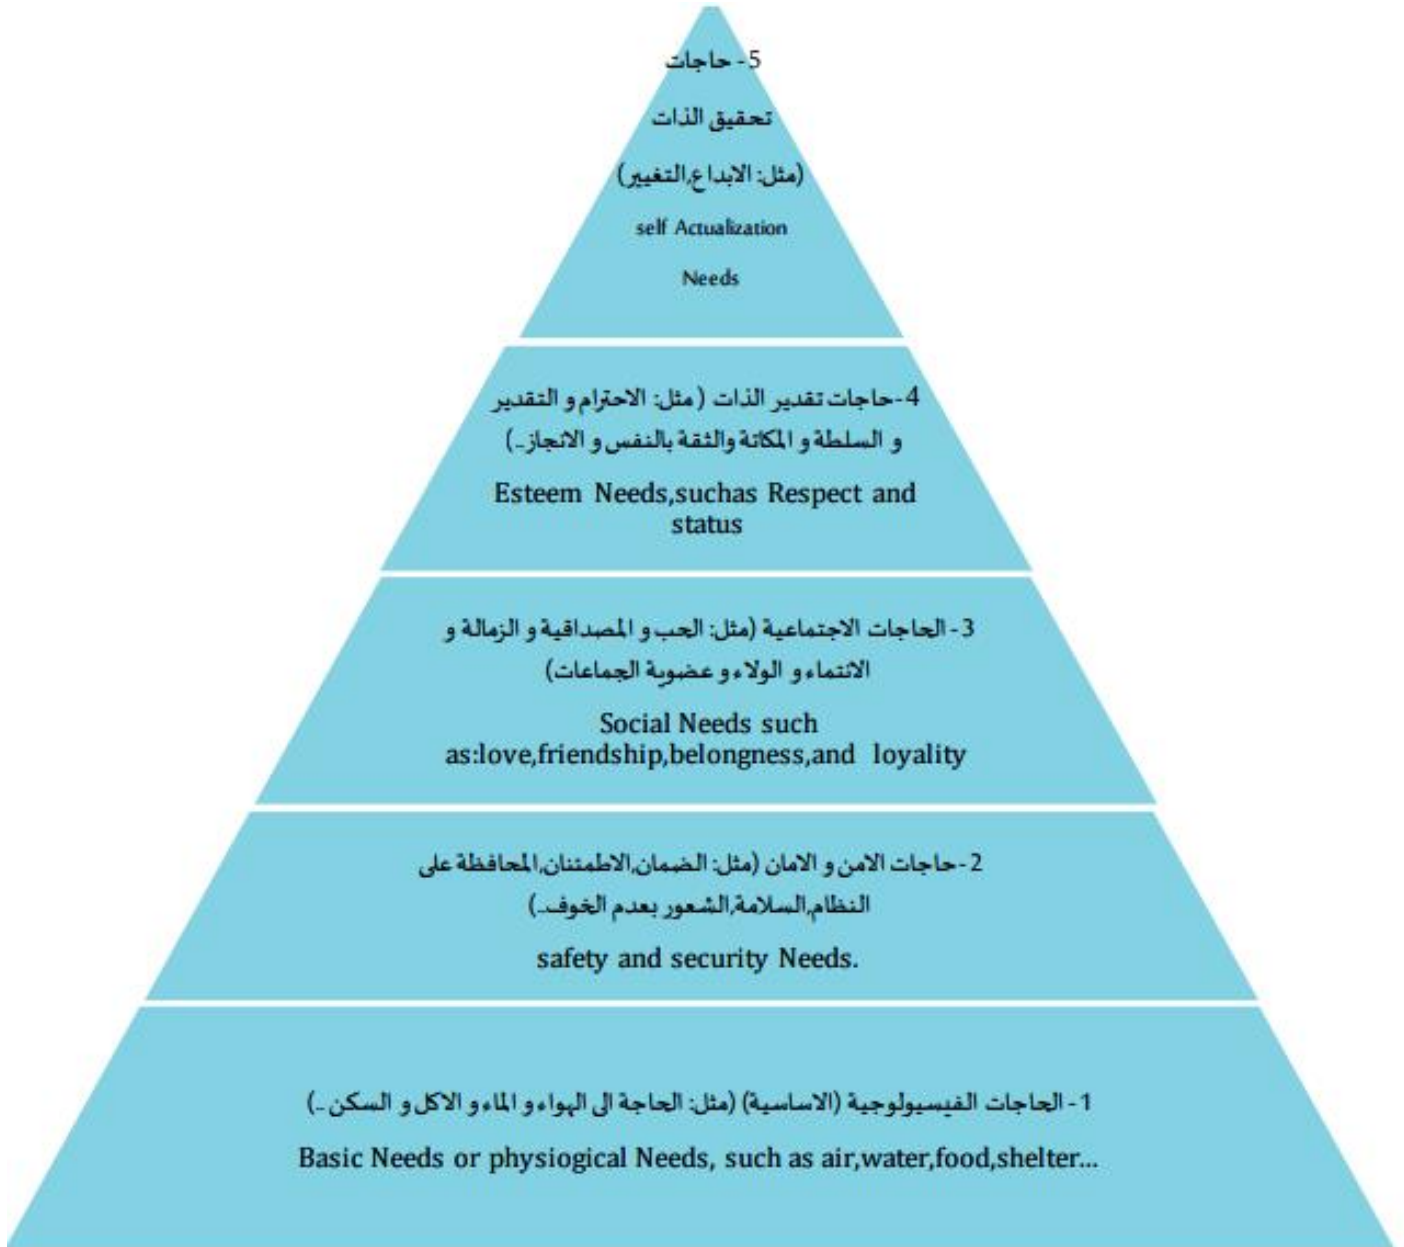 5- حاجات
تحقيق الذات
(مثل: الابداع,التغيير)
self Actualization
Needs
4-حاجات تقدير الذات ( مثل: الاحترام و التقدير
و السلطة و المكاتة والثقة بالنفس و الانجاز..)
Esteem Needs,suchas Respect and
status
3- الحاجات الاجتماعية (مثل: الحب و المصداقية و الزمالة و
الانتماء و الولاء و عضوية الجماعات)
Social Needs such
as:love,friendship,belongness,and loyality
2-حاجات الامن و الامان (مثل: الضمان,الاطمئنان,المحافظة على
النظام,السلامة,الشعور بعدم الخوف..)
safety and security Needs.
1- الحاجات الفيسيولوجية (الاساسية) (مثل: الحاجة الى الهواء و الماء و الاكل و السكن ..)
Basic Needs or physiogical Needs, such as air,water,food,shelter...